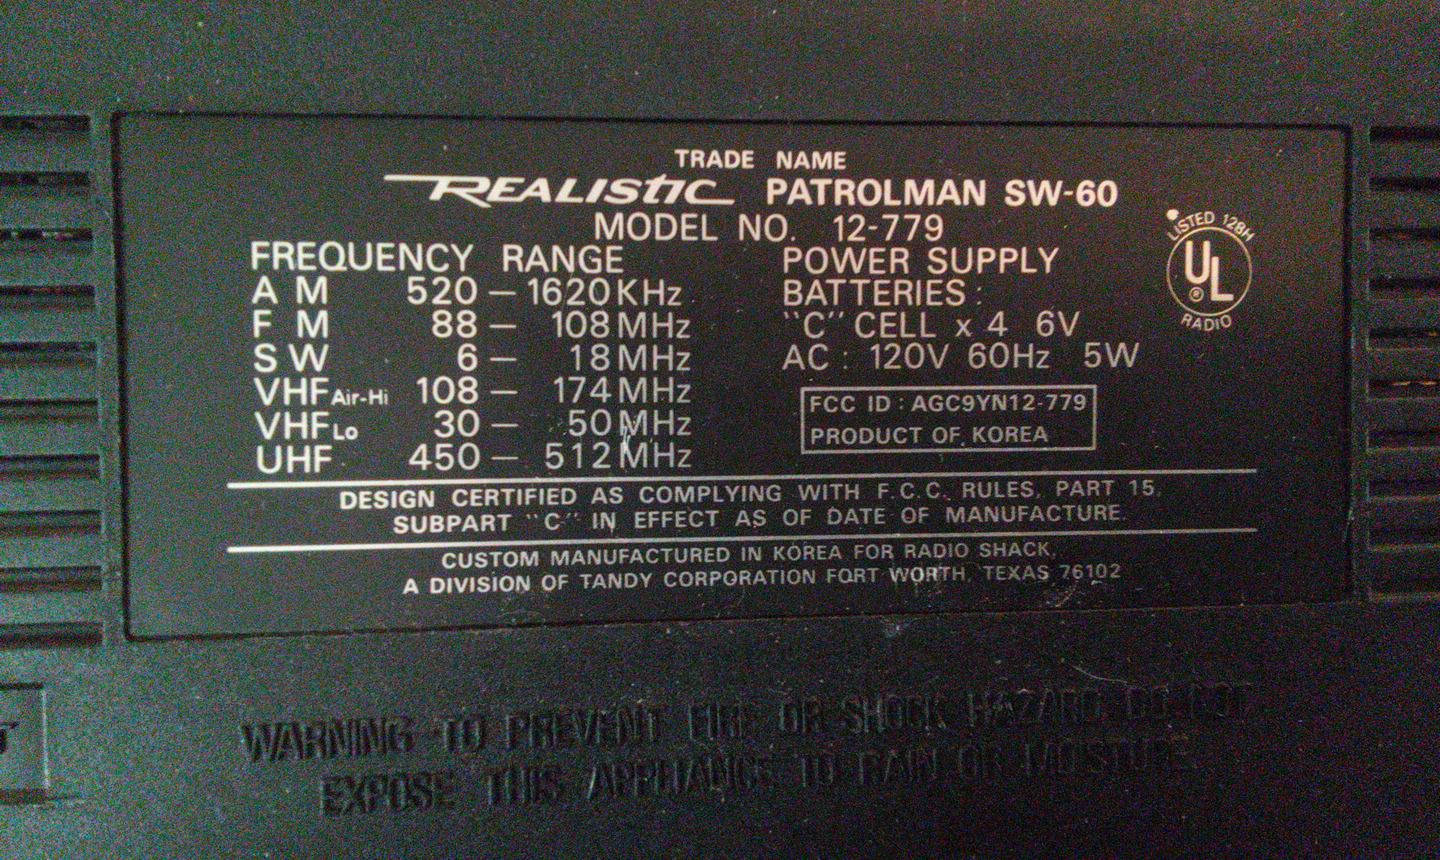 TRADE NAME
REALISTIC PATROLMAN SW-60
MODEL NO. 12-779
FREQUENCY RANGE
A M 520 — 1620 KHz
F M 88 — 108 MHz
S W 6 — 18 MHz
VHF Air-Hi 108 — 174 MHz
VHF Lo 30 — 50 MHz
UHF 450 — 512 MHz
POWER SUPPLY
BATTERIES :
"C" CELL x 4 6V
AC : 120V 60Hz 5W
FCC ID : AGC9YN12-779
PRODUCT OF KOREA
LISTED 128H
UL
®
RADIO
DESIGN CERTIFIED AS COMPLYING WITH F.C.C. RULES, PART 15,
SUBPART "C" IN EFFECT AS OF DATE OF MANUFACTURE.
CUSTOM MANUFACTURED IN KOREA FOR RADIO SHACK,
A DIVISION OF TANDY CORPORATION FORT WORTH, TEXAS 76102
WARNING TO PREVENT FIRE OR SHOCK HAZARD DO NOT
EXPOSE THIS APPLIANCE TO RAIN OR MOISTURE